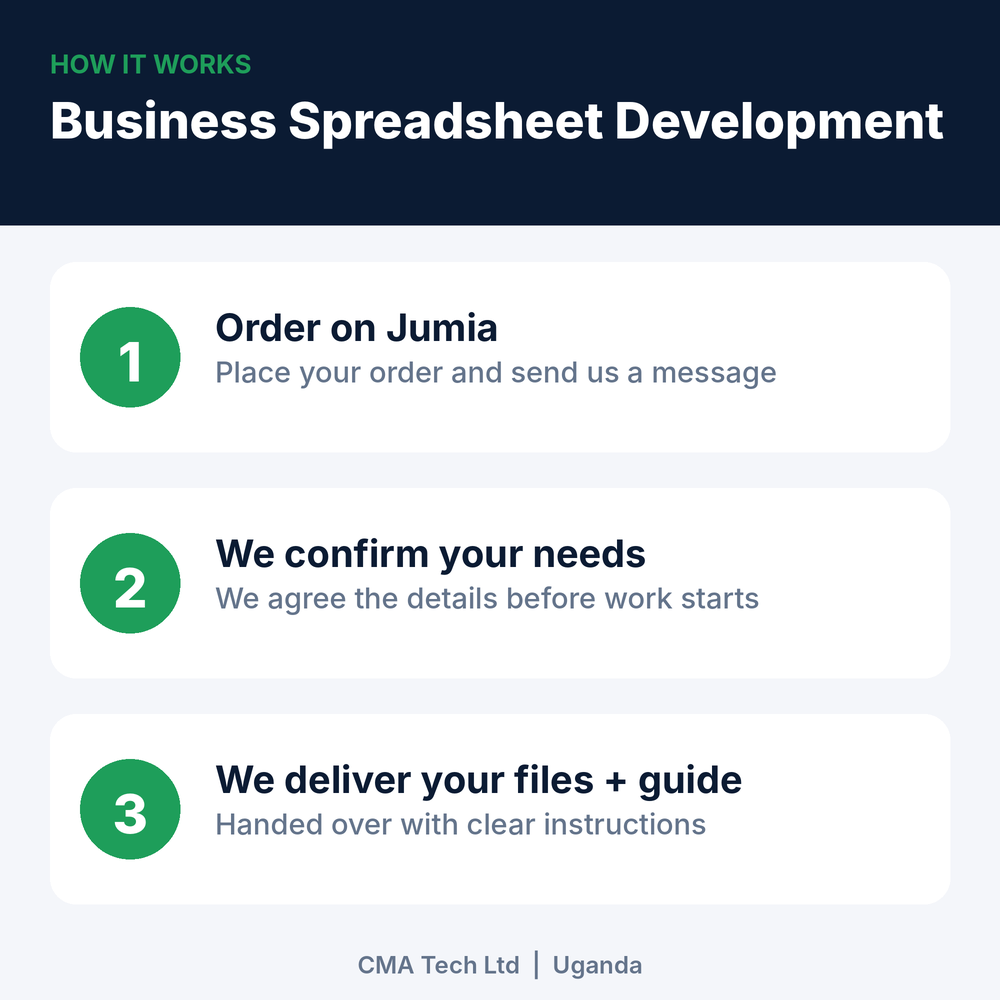 HOW IT WORKS
Business Spreadsheet Development
1
Order on Jumia
Place your order and send us a message
2
We confirm your needs
We agree the details before work starts
3
We deliver your files + guide
Handed over with clear instructions
CMA Tech Ltd | Uganda